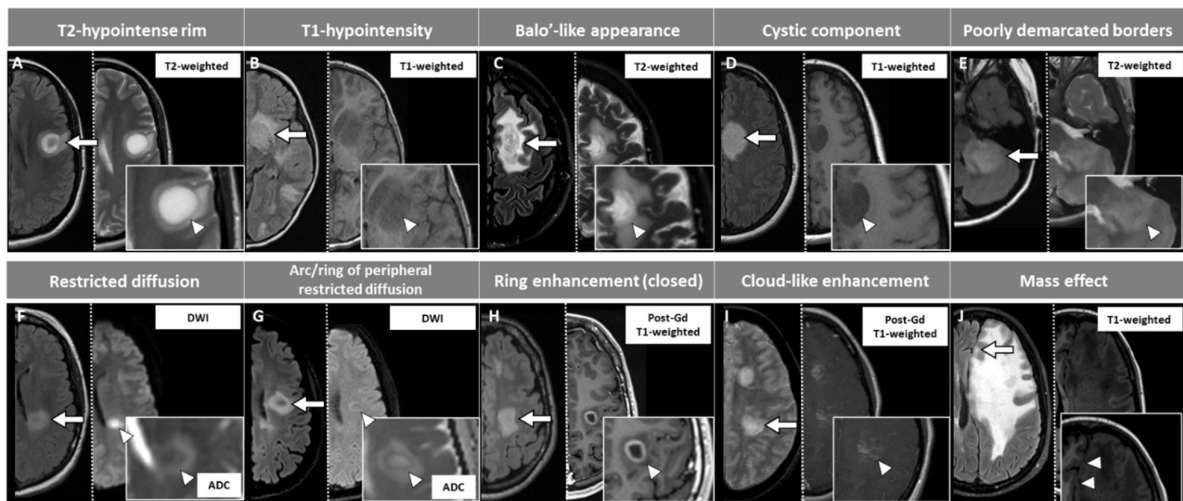 T2-hypointense rim
T1-hypointensity
Balo’-like appearance
Cystic component
Poorly demarcated borders
A
T2-weighted
B
T1-weighted
C
T2-weighted
D
T1-weighted
E
T2-weighted
Restricted diffusion
Arc/ring of peripheral
restricted diffusion
Ring enhancement (closed)
Cloud-like enhancement
Mass effect
F
DWI
ADC
G
DWI
ADC
H
Post-Gd
T1-weighted
I
Post-Gd
T1-weighted
J
T1-weighted